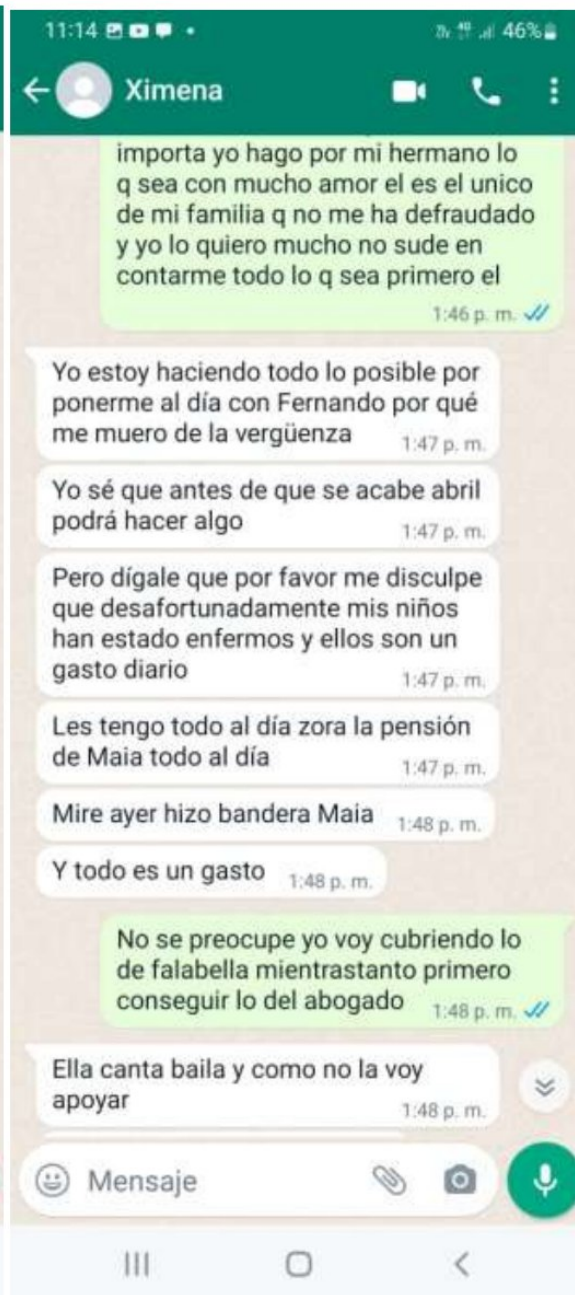 11:14
46%
Ximena
importa yo hago por mi hermano lo
q sea con mucho amor el es el unico
de mi familia q no me ha defraudado
y yo lo quiero mucho no sude en
contarme todo lo q sea primero el
1:46 p. m.
Yo estoy haciendo todo lo posible por
ponerme al día con Fernando por qué
me muero de la vergüenza
1:47 p. m.
Yo sé que antes de que se acabe abril
podrá hacer algo
1:47 p. m.
Pero dígale que por favor me disculpe
que desafortunadamente mis niños
han estado enfermos y ellos son un
gasto diario
1:47 p. m.
Les tengo todo al día zora la pensión
de Maia todo al día
1:47 p. m.
Mire ayer hizo bandera Maia
1:48 p. m.
Y todo es un gasto
1:48 p. m.
No se preocupe yo voy cubriendo lo
de falabella mientrastanto primero
conseguir lo del abogado
1:48 p. m.
Ella canta baila y como no la voy
apoyar
1:48 p. m.
Mensaje